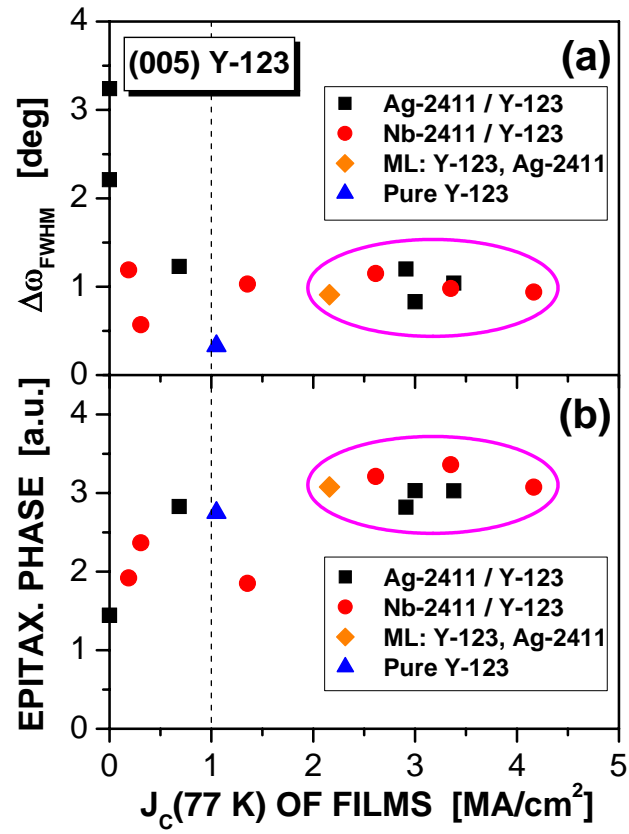 (005) Y-123
(a)
Ag-2411 / Y-123
Nb-2411 / Y-123
ML: Y-123, Ag-2411
Pure Y-123
Δω_FWHM [deg]
4
3
2
1
0
(b)
Ag-2411 / Y-123
Nb-2411 / Y-123
ML: Y-123, Ag-2411
Pure Y-123
EPITAX. PHASE [a.u.]
4
3
2
1
0
0 1 2 3 4 5
J_C(77 K) OF FILMS [MA/cm²]